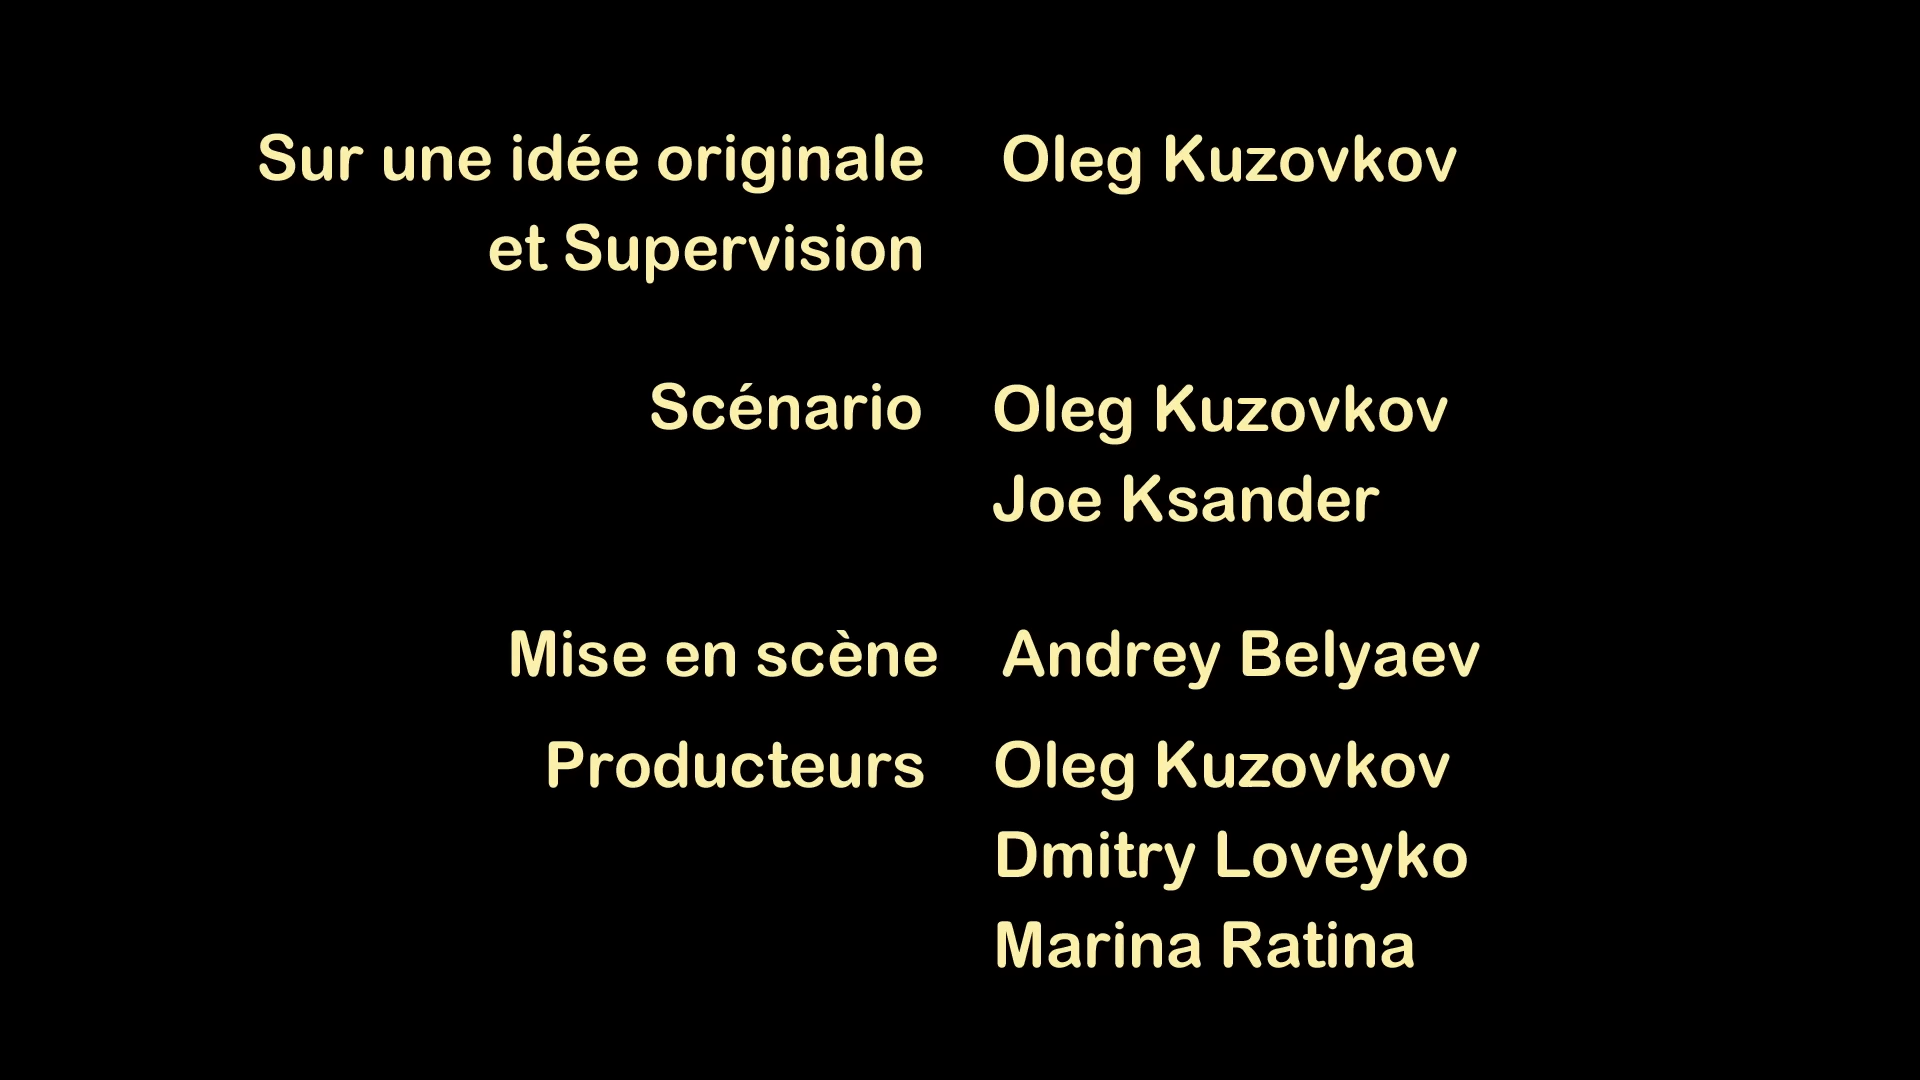 Sur une idée originale Oleg Kuzovkov
et Supervision
Scénario Oleg Kuzovkov
Joe Ksander
Mise en scène Andrey Belyaev
Producteurs Oleg Kuzovkov
Dmitry Loveyko
Marina Ratina